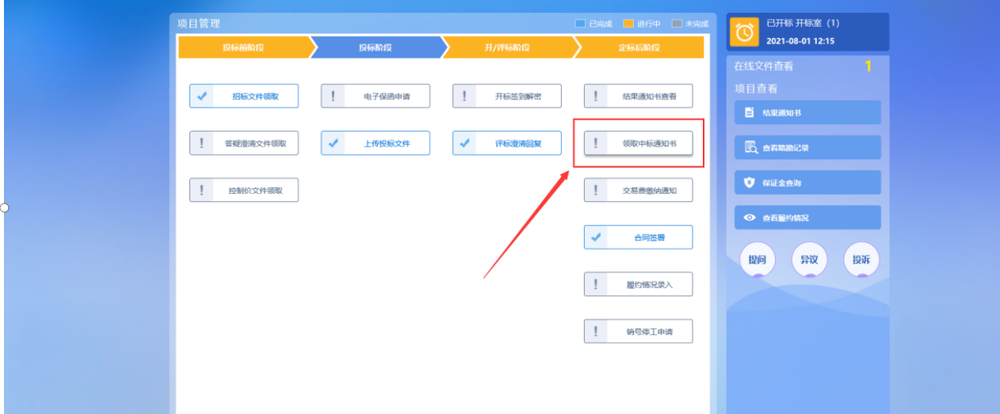 项目管理
已完成 进行中 未完成
投标前阶段 投标阶段 开/评标阶段 定标后阶段
招标文件领取 电子保函申请 开标签到解密 结果通知书查看
答疑澄清文件领取 上传投标文件 评标澄清回复 领取中标通知书
控制价文件领取 交易费缴纳通知
合同签署
履约情况录入
销号停工申请
已开标 开标室 (1)
2021-08-01 12:15
在线文件查看 1
项目查看
结果通知书
查看踏勘记录
保证金查询
查看履约情况
提问 异议 投诉